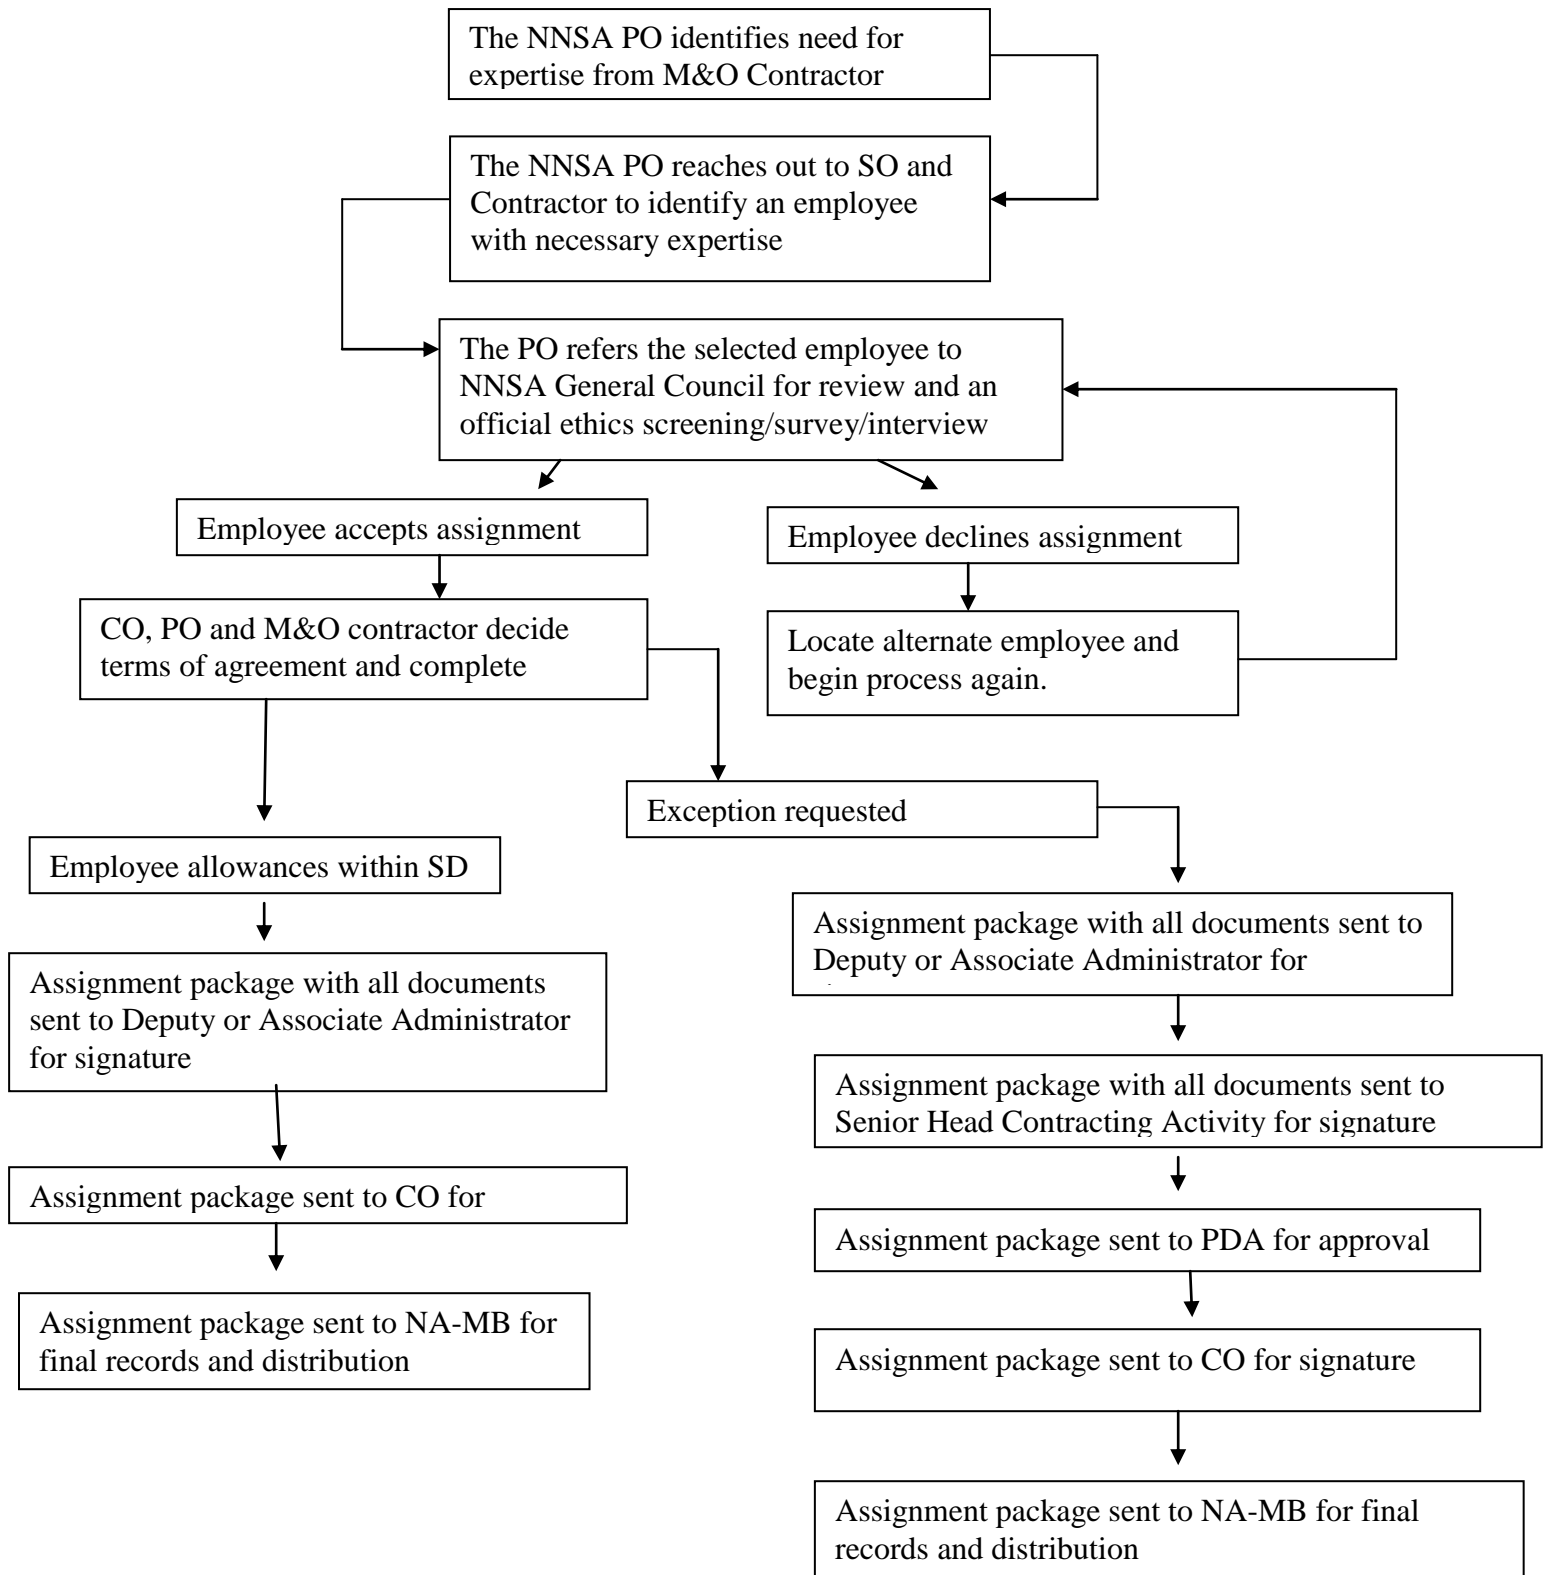 The NNSA PO identifies need for
expertise from M&O Contractor
The NNSA PO reaches out to SO and
Contractor to identify an employee
with necessary expertise
The PO refers the selected employee to
NNSA General Council for review and an
official ethics screening/survey/interview
Employee accepts assignment
Employee declines assignment
CO, PO and M&O contractor decide
terms of agreement and complete
Locate alternate employee and
begin process again.
Exception requested
Employee allowances within SD
Assignment package with all documents
sent to Deputy or Associate Administrator
for signature
Assignment package sent to CO for
Assignment package sent to NA-MB for
final records and distribution
Assignment package with all documents sent to
Deputy or Associate Administrator for
Assignment package with all documents sent to
Senior Head Contracting Activity for signature
Assignment package sent to PDA for approval
Assignment package sent to CO for signature
Assignment package sent to NA-MB for final
records and distribution